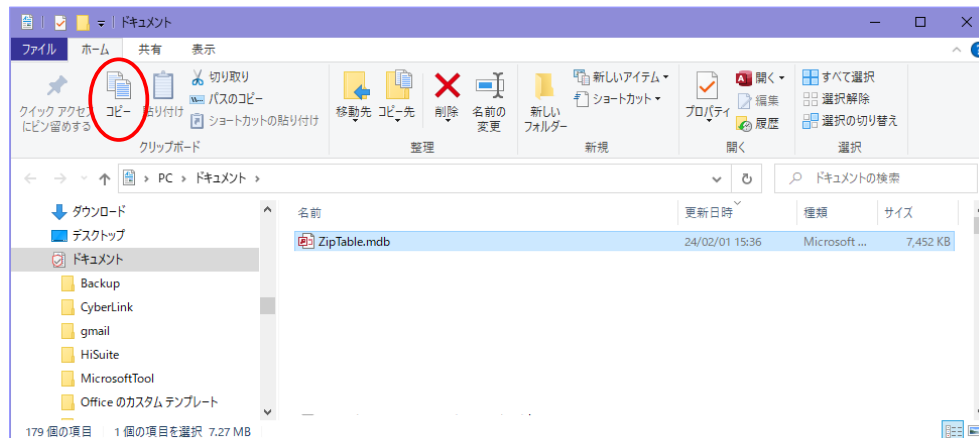 ドキュメント
ファイル ホーム 共有 表示
クイック アクセス
にピン留めする
コピー
貼り付け
切り取り
パスのコピー
ショートカットの貼り付け
クリップボード
移動先 コピー先 削除 名前の
変更
整理
新しい
フォルダー
新しいアイテム
ショートカット
新規
プロパティ
開く
編集
履歴
開く
すべて選択
選択解除
選択の切り替え
選択
PC › ドキュメント ›
ドキュメントの検索
ダウンロード
デスクトップ
ドキュメント
Backup
CyberLink
gmail
HiSuite
MicrosoftTool
Office のカスタム テンプレート
名前 更新日時 種類 サイズ
ZipTable.mdb 24/02/01 15:36 Microsoft ... 7,452 KB
179 個の項目 1 個の項目を選択 7.27 MB